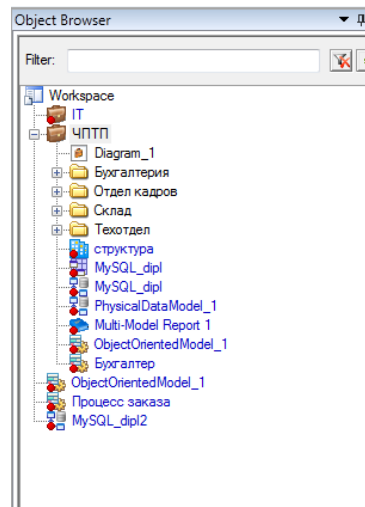 Object Browser
Filter:
Workspace
IT
ЧПТП
Diagram_1
Бухгалтерия
Отдел кадров
Склад
Техотдел
структура
MySQL_dipl
MySQL_dipl
PhysicalDataModel_1
Multi-Model Report 1
ObjectOrientedModel_1
Бухгалтер
ObjectOrientedModel_1
Процесс заказа
MySQL_dipl2